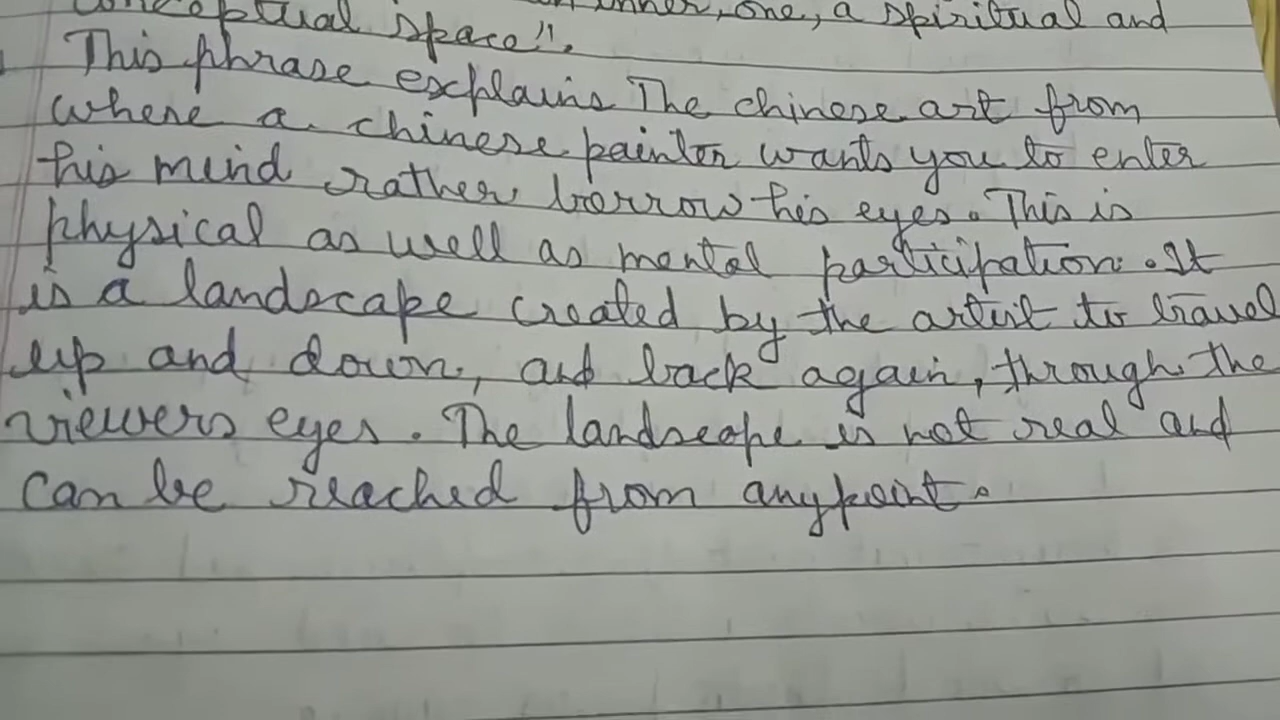 inner, one, a spiritual and
conceptual space".
This phrase explains The chinese art from
where a chinese painter wants you to enter
his mind rather borrow his eyes. This is
physical as well as mental participation. It
is a landscape created by the artist to travel
up and down, and back again, through the
viewers eyes. The landscape is not real and
can be reached from any point.